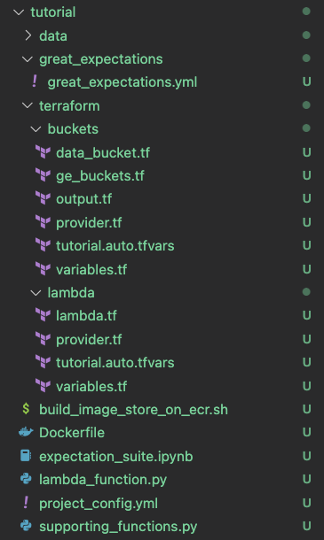 tutorial
data
great_expectations
! great_expectations.yml U
terraform
buckets
data_bucket.tf U
ge_buckets.tf U
output.tf U
provider.tf U
tutorial.auto.tfvars U
variables.tf U
lambda
lambda.tf U
provider.tf U
tutorial.auto.tfvars U
variables.tf U
$ build_image_store_on_ecr.sh U
Dockerfile U
expectation_suite.ipynb U
lambda_function.py U
! project_config.yml U
supporting_functions.py U